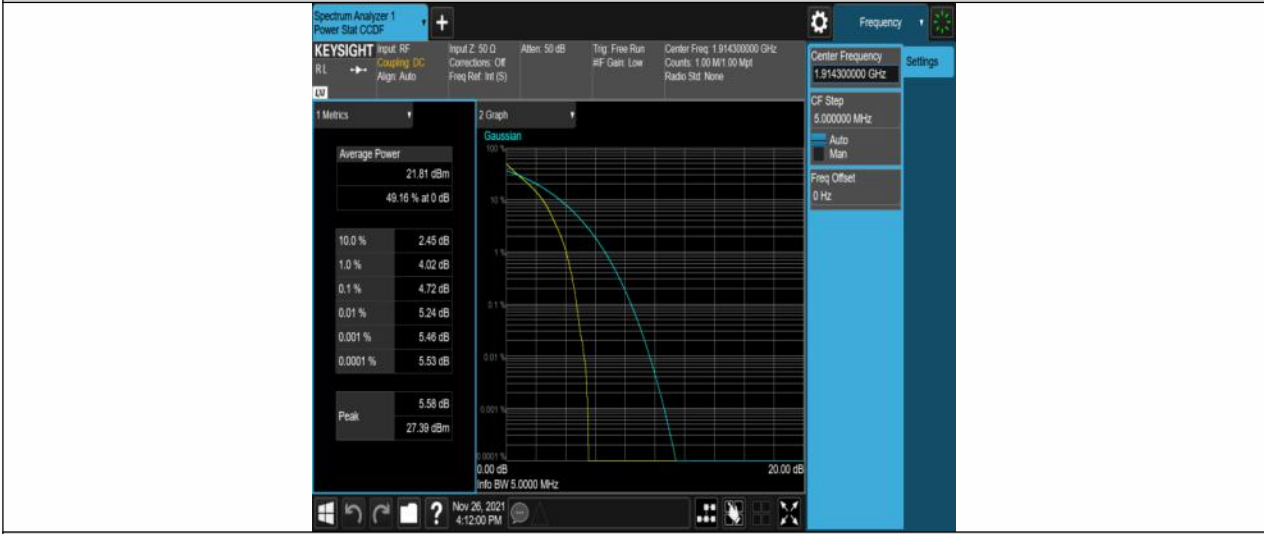 Spectrum Analyzer 1
Power Stat CCDF
+
Frequency
KEYSIGHT
RL
LV
Input: RF
Coupling: DC
Align: Auto
Input Z: 50 Ω
Corrections: Off
Freq Ref: Int (S)
Atten: 50 dB
Trig: Free Run
#IF Gain: Low
Center Freq: 1.914300000 GHz
Counts: 1.00 M/1.00 Mpt
Radio Std: None
Center Frequency
1.914300000 GHz
Settings
CF Step
5.000000 MHz
Auto
Man
Freq Offset
0 Hz
1 Metrics
Average Power
21.81 dBm
49.16 % at 0 dB
10.0 % 2.45 dB
1.0 % 4.02 dB
0.1 % 4.72 dB
0.01 % 5.24 dB
0.001 % 5.46 dB
0.0001 % 5.53 dB
Peak
5.58 dB
27.39 dBm
2 Graph
Gaussian
100 %
10 %
1 %
0.1 %
0.01 %
0.001 %
0.0001 %
0.00 dB 20.00 dB
Info BW 5.0000 MHz
?
Nov 26, 2021
4:12:00 PM